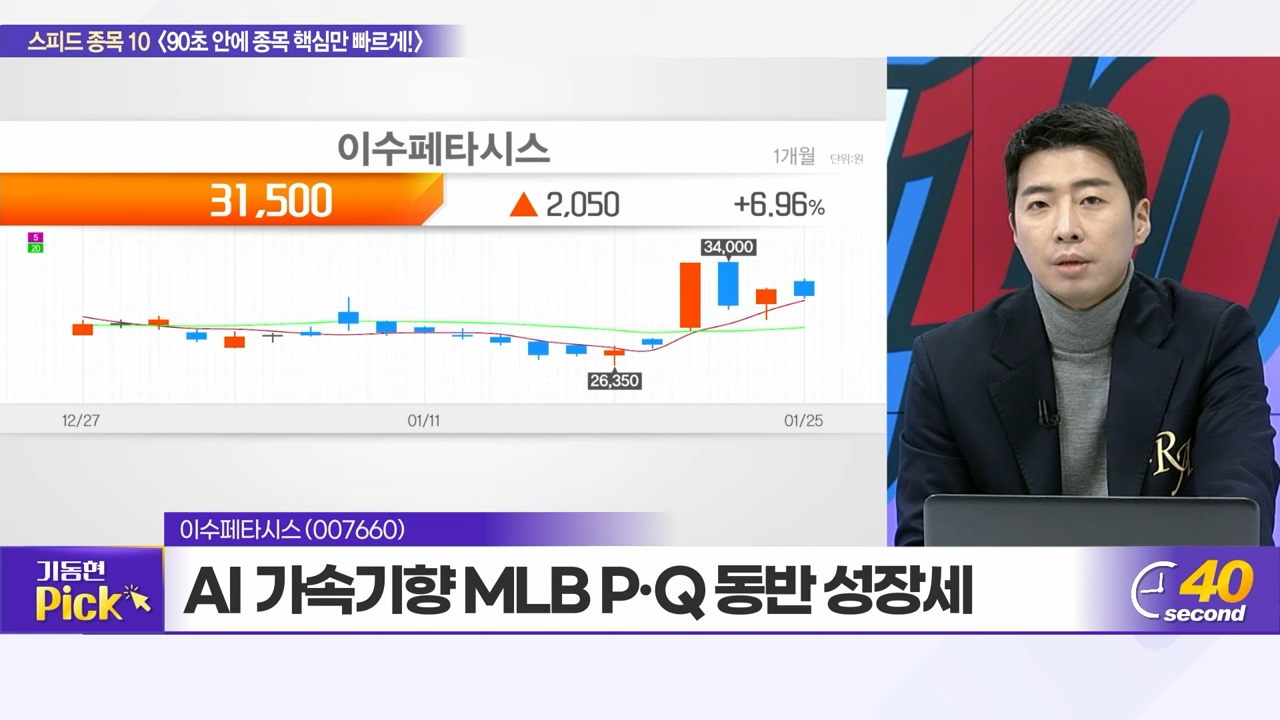 스피드 종목 10 〈90초 안에 종목 핵심만 빠르게!〉
10
이수페타시스
1개월 단위:원
31,500 ▲ 2,050 +6.96%
5
20
34,000
26,350
12/27 01/11 01/25
이수페타시스 (007660)
기동현
Pick
AI 가속기향 MLB P·Q 동반 성장세
40
second